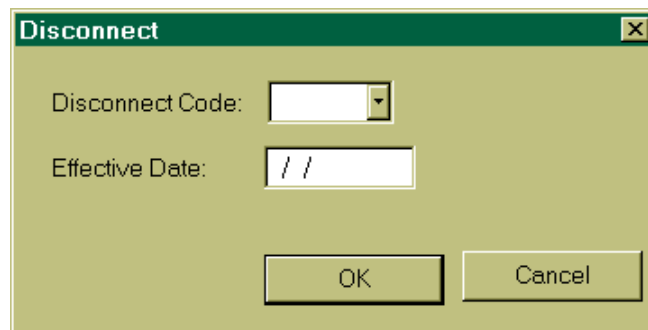 Disconnect
Disconnect Code:
Effective Date: / /
OK Cancel